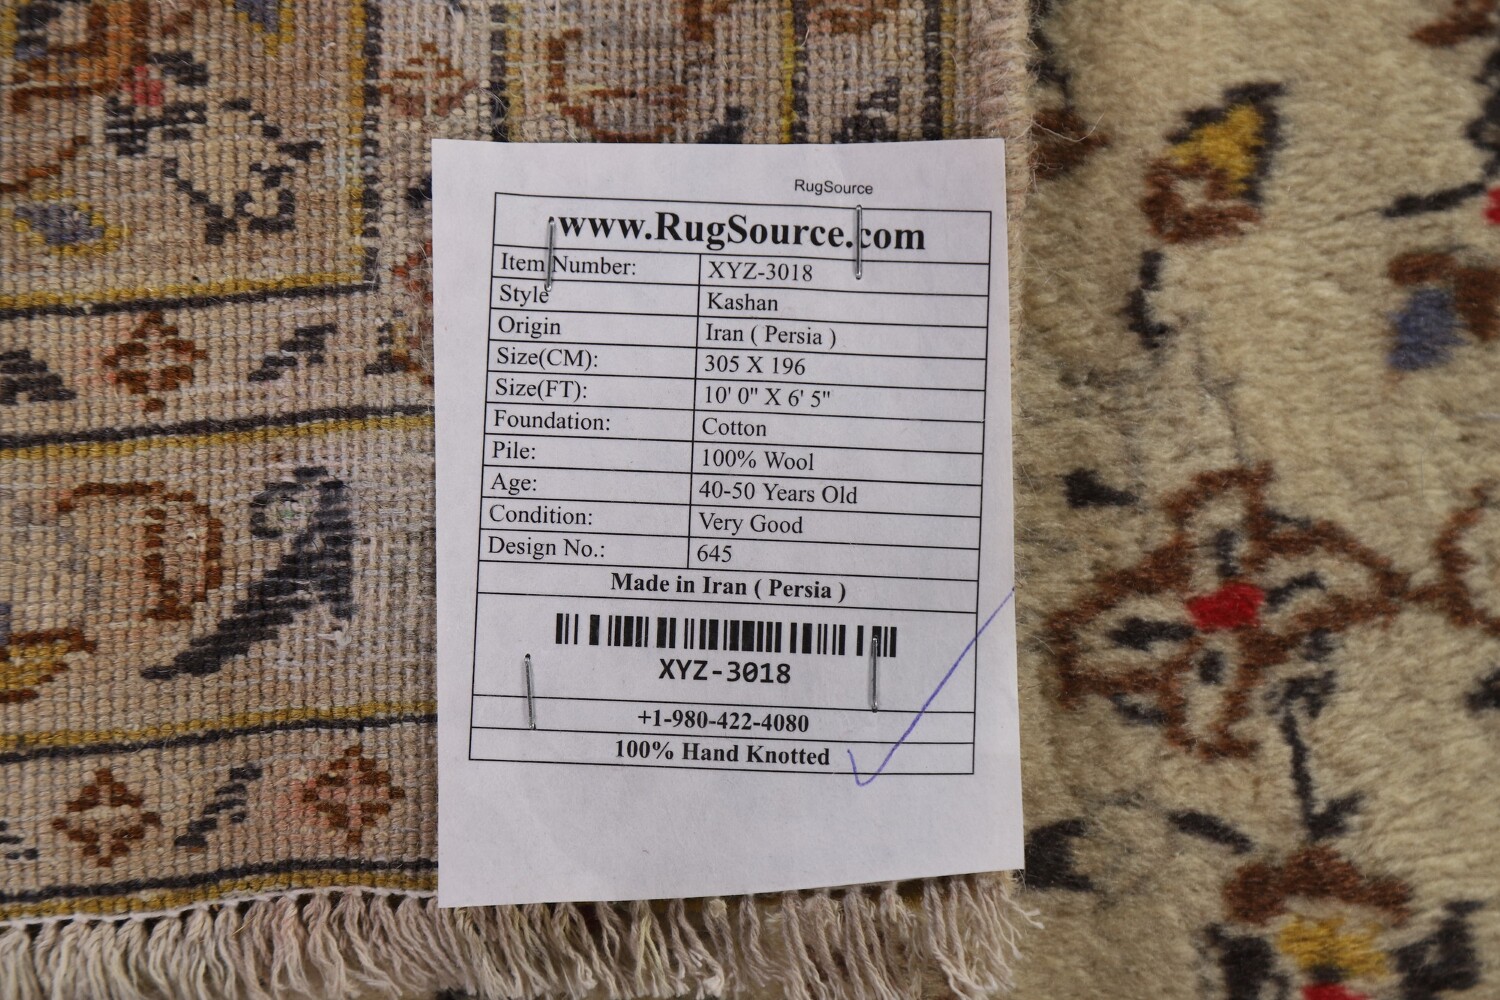 RugSource
www.RugSource.com
Item Number: XYZ-3018
Style Kashan
Origin Iran ( Persia )
Size(CM): 305 X 196
Size(FT): 10' 0" X 6' 5"
Foundation: Cotton
Pile: 100% Wool
Age: 40-50 Years Old
Condition: Very Good
Design No.: 645
Made in Iran ( Persia )
XYZ-3018
+1-980-422-4080
100% Hand Knotted